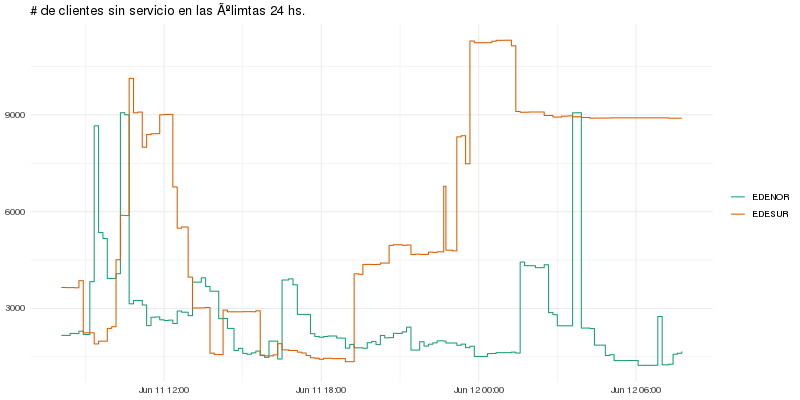 # de clientes sin servicio en las Ãºlimtas 24 hs.
9000
6000
3000
Jun 11 12:00
Jun 11 18:00
Jun 12 00:00
Jun 12 06:00
EDENOR
EDESUR